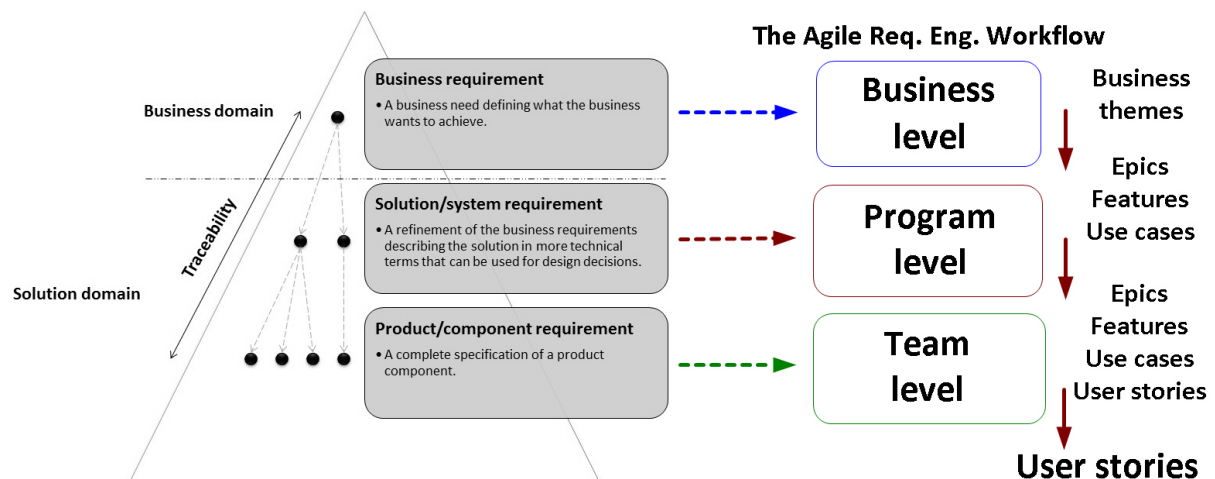 The Agile Req. Eng. Workflow
Business domain
Traceability
Solution domain
Business requirement
• A business need defining what the business
wants to achieve.
Solution/system requirement
• A refinement of the business requirements
describing the solution in more technical
terms that can be used for design decisions.
Product/component requirement
• A complete specification of a product
component.
Business
level
Program
level
Team
level
Business
themes
Epics
Features
Use cases
Epics
Features
Use cases
User stories
User stories